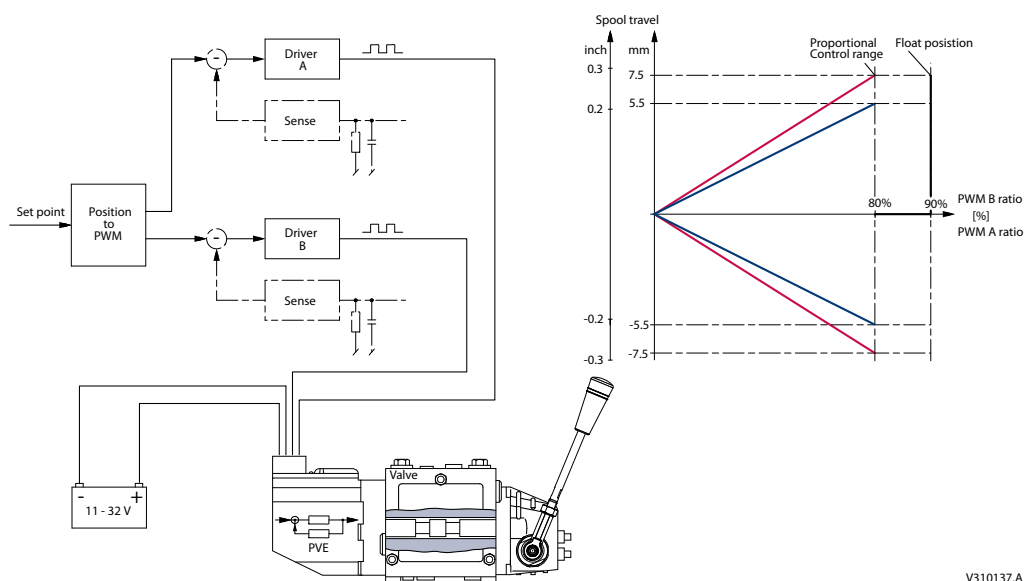 Driver
A
Sense
Set point
Position
to
PWM
Driver
B
Sense
- +
11 - 32 V
PVE
Valve
Spool travel
inch
mm
Proportional
Control range
Float posistion
0.3
7.5
0.2
5.5
80%
90%
PWM B ratio
[%]
PWM A ratio
-0.2
-5.5
-0.3
-7.5
V310137.A